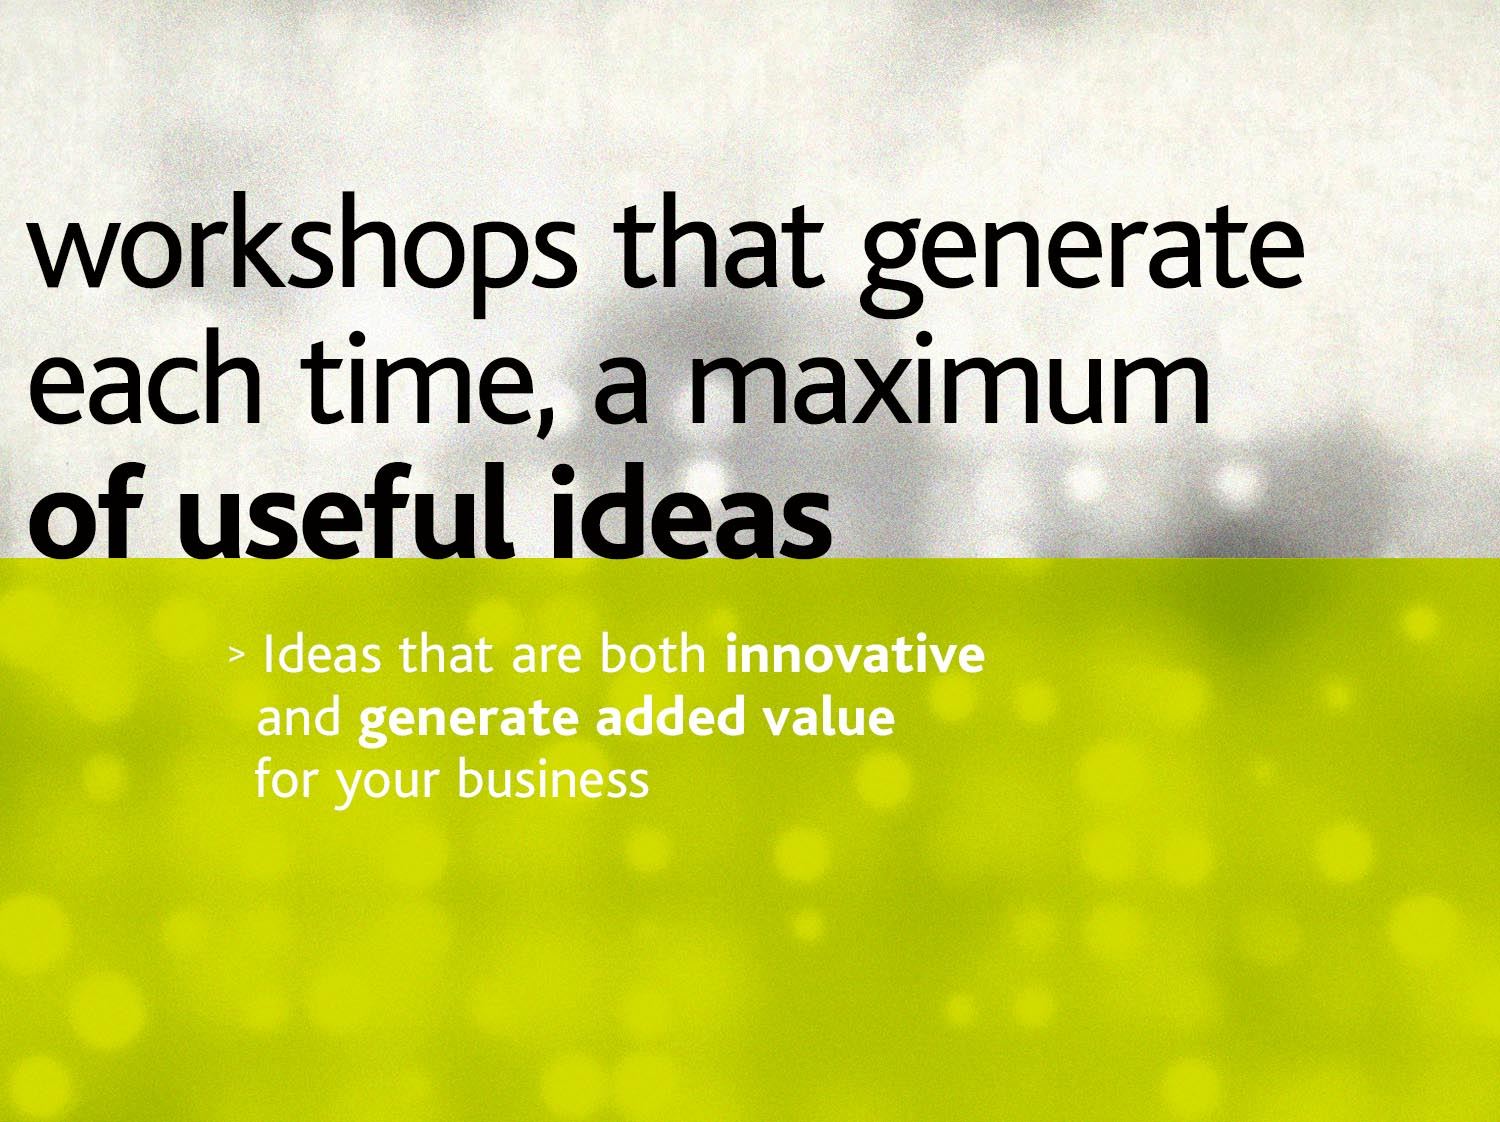 workshops that generate
each time, a maximum
of useful ideas
> Ideas that are both innovative
and generate added value
for your business